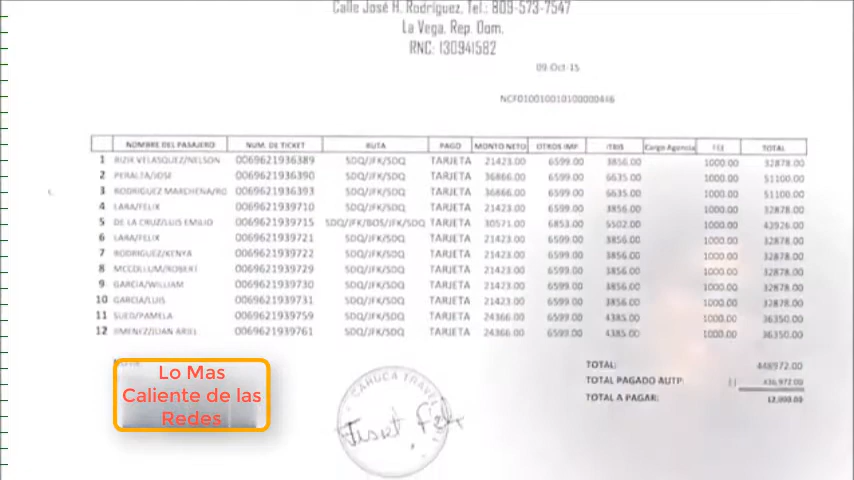 Calle José H. Rodríguez, Tel.: 809-573-7547
La Vega, Rep. Dom.
RNC: 130941582
09-Oct-15
NCF0100100101000004​46
NOMBRE DEL PASAJERO NUM. DE TICKET RUTA PAGO MONTO NETO OTROS IMP ITBIS Cargo Agencia FEE TOTAL
1 RIZIK VELASQUEZ/NELSON 0069621936389 SDQ/JFK/SDQ TARJETA 21423.00 6599.00 3856.00 1000.00 32878.00
2 PERALTA/JOSE 0069621936390 SDQ/JFK/SDQ TARJETA 36866.00 6599.00 6635.00 1000.00 51100.00
3 RODRIGUEZ MARCHENA/RO 0069621936393 SDQ/JFK/SDQ TARJETA 36866.00 6599.00 6635.00 1000.00 51100.00
4 LARA/FELIX 0069621939710 SDQ/JFK/SDQ TARJETA 21423.00 6599.00 3856.00 1000.00 32878.00
5 DE LA CRUZ/LUIS EMILIO 0069621939715 SDQ/JFK/BOS/JFK/SDQ TARJETA 30571.00 6853.00 5502.00 1000.00 43926.00
6 LARA/FELIX 0069621939721 SDQ/JFK/SDQ TARJETA 21423.00 6599.00 3856.00 1000.00 32878.00
7 RODRIGUEZ/KENYA 0069621939722 SDQ/JFK/SDQ TARJETA 21423.00 6599.00 3856.00 1000.00 32878.00
8 MCCOLLUM/ROBERT 0069621939729 SDQ/JFK/SDQ TARJETA 21423.00 6599.00 3856.00 1000.00 32878.00
9 GARCIA/WILLIAM 0069621939730 SDQ/JFK/SDQ TARJETA 21423.00 6599.00 3856.00 1000.00 32878.00
10 GARCIA/LUIS 0069621939731 SDQ/JFK/SDQ TARJETA 21423.00 6599.00 3856.00 1000.00 32878.00
11 SUED/PAMELA 0069621939759 SDQ/JFK/SDQ TARJETA 24366.00 6599.00 4385.00 1000.00 36350.00
12 JIMENEZ/LILIAN ARIEL 0069621939761 SDQ/JFK/SDQ TARJETA 24366.00 6599.00 4385.00 1000.00 36350.00
TOTAL: 448972.00
TOTAL PAGADO AUTP: 436,972.00
TOTAL A PAGAR: 12,000.00
Lo Mas
Caliente de las
Redes
CAHUCA TRAVEL